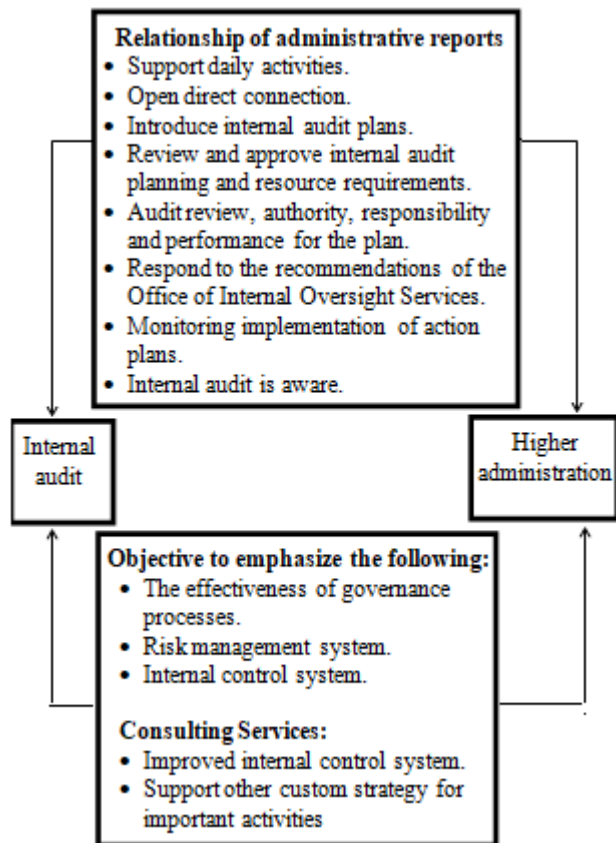 Relationship of administrative reports
• Support daily activities.
• Open direct connection.
• Introduce internal audit plans.
• Review and approve internal audit
planning and resource requirements.
• Audit review, authority, responsibility
and performance for the plan.
• Respond to the recommendations of the
Office of Internal Oversight Services.
• Monitoring implementation of action
plans.
• Internal audit is aware.
Internal
audit
Higher
administration
Objective to emphasize the following:
• The effectiveness of governance
processes.
• Risk management system.
• Internal control system.
Consulting Services:
• Improved internal control system.
• Support other custom strategy for
important activities